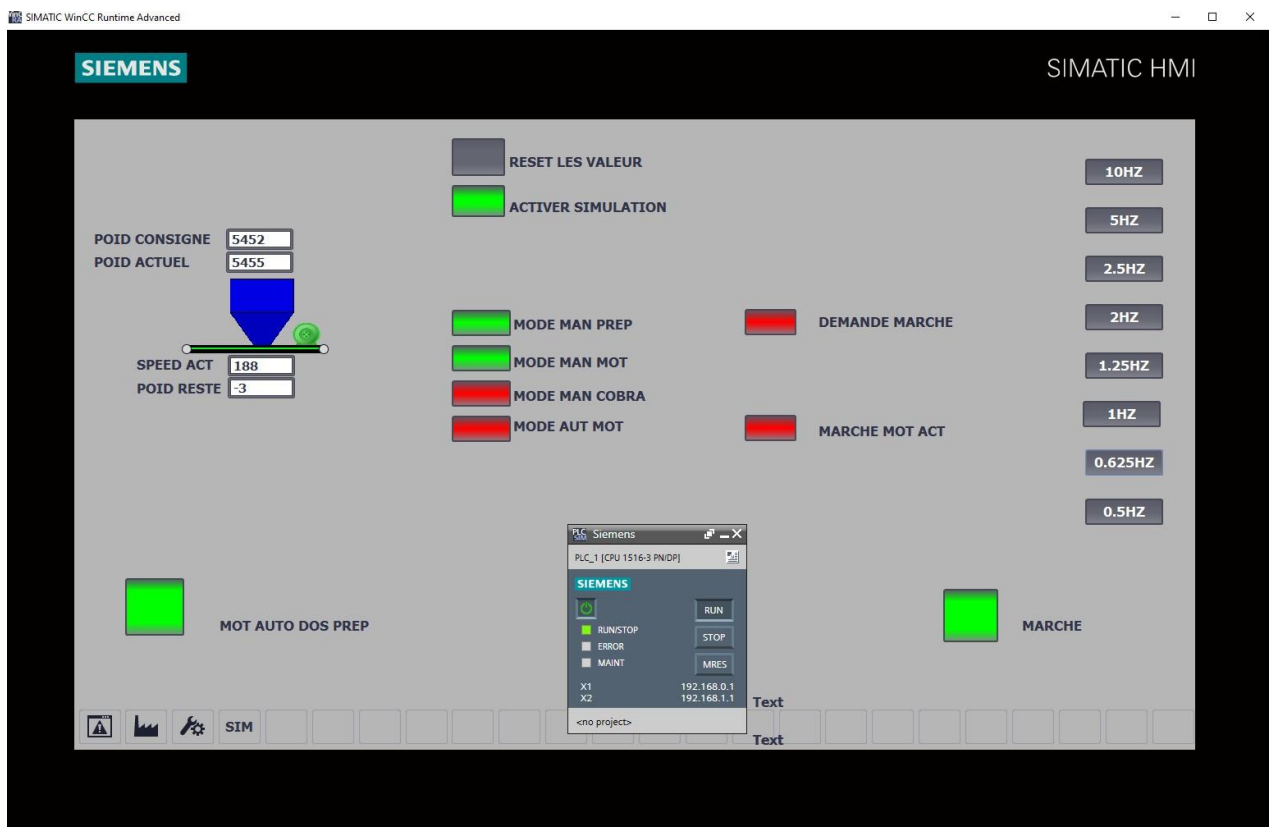 SIMATIC WinCC Runtime Advanced
SIEMENS
SIMATIC HMI
RESET LES VALEUR
ACTIVER SIMULATION
POID CONSIGNE 5452
POID ACTUEL 5455
SPEED ACT 188
POID RESTE -3
MODE MAN PREP
MODE MAN MOT
MODE MAN COBRA
MODE AUT MOT
DEMANDE MARCHE
MARCHE MOT ACT
10HZ
5HZ
2.5HZ
2HZ
1.25HZ
1HZ
0.625HZ
0.5HZ
MOT AUTO DOS PREP
PLC SIM Siemens
PLC_1 [CPU 1516-3 PN/DP]
SIEMENS
RUN
RUN/STOP
STOP
ERROR
MAINT
MRES
X1 192.168.0.1
X2 192.168.1.1
<no project>
MARCHE
SIM
Text
Text